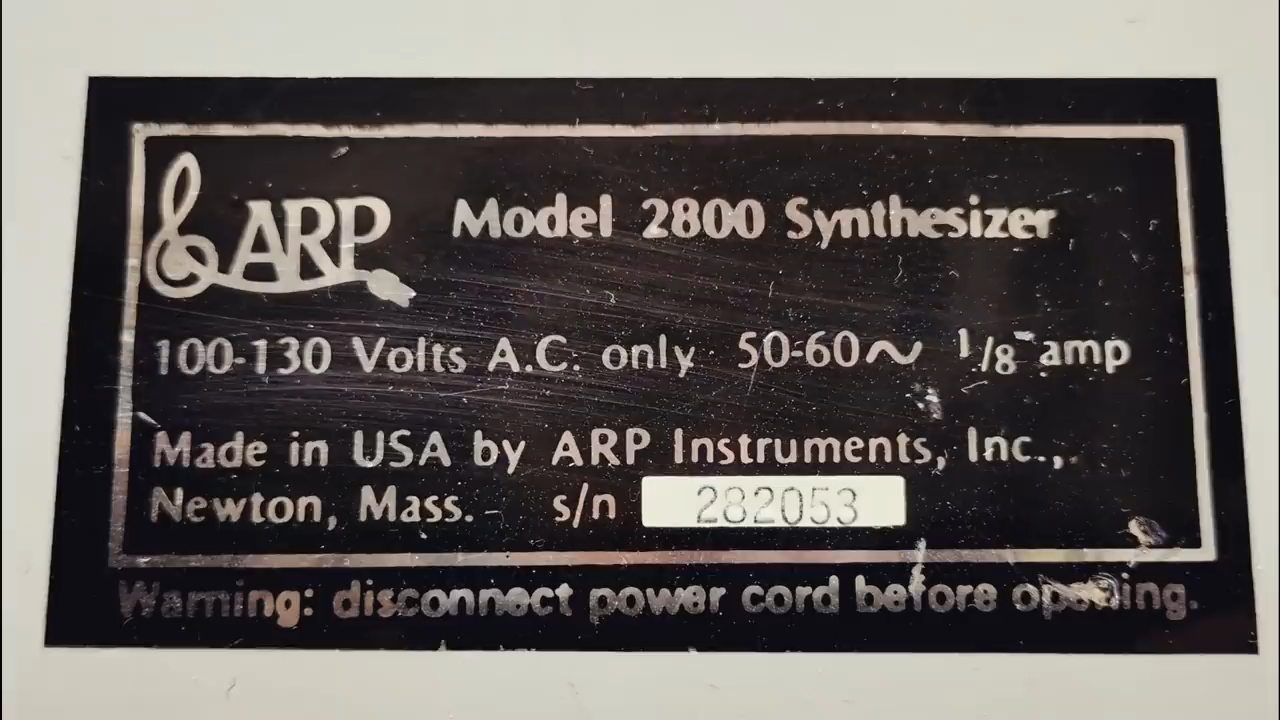 ARP Model 2800 Synthesizer
100-130 Volts A.C. only 50-60~ 1/8 amp
Made in USA by ARP Instruments, Inc.,
Newton, Mass. s/n 282053
Warning: disconnect power cord before opening.